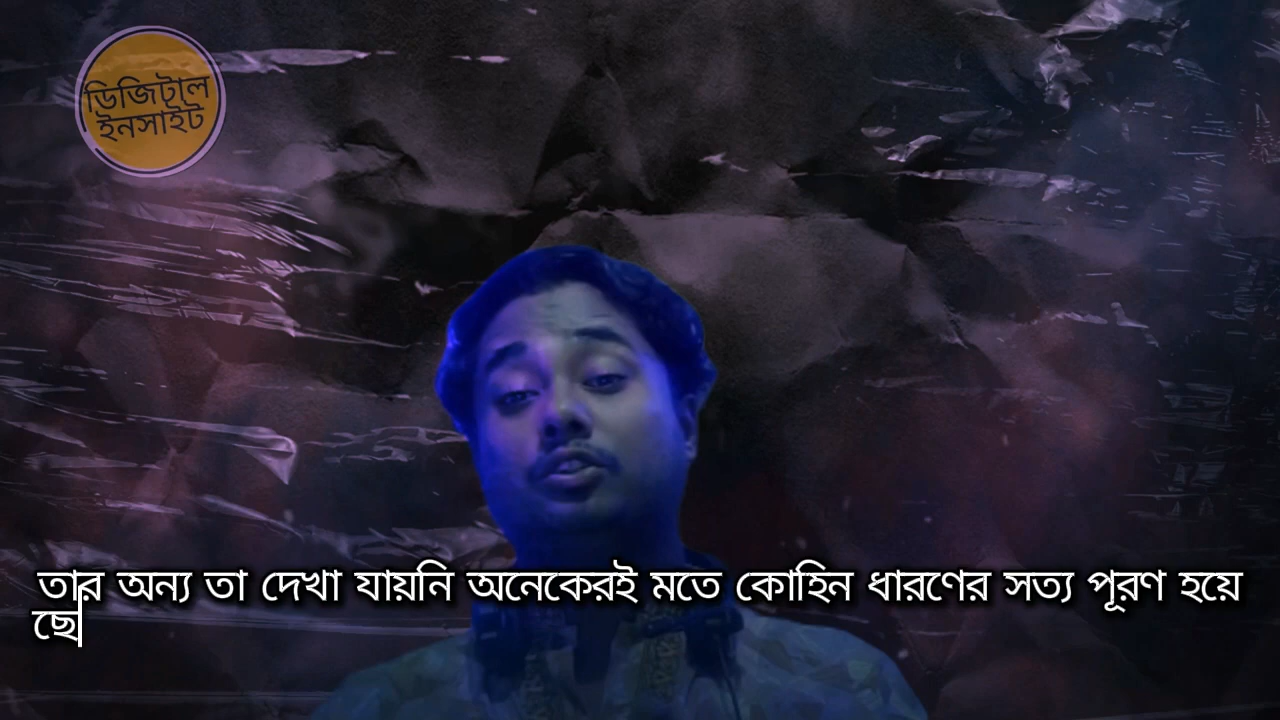 ডিজিটাল
ইনসাইট
তার অন্য তা দেখা যায়নি অনেকেরই মতে কোহিন ধারণের সত্য পূরণ হয়ে
ছে